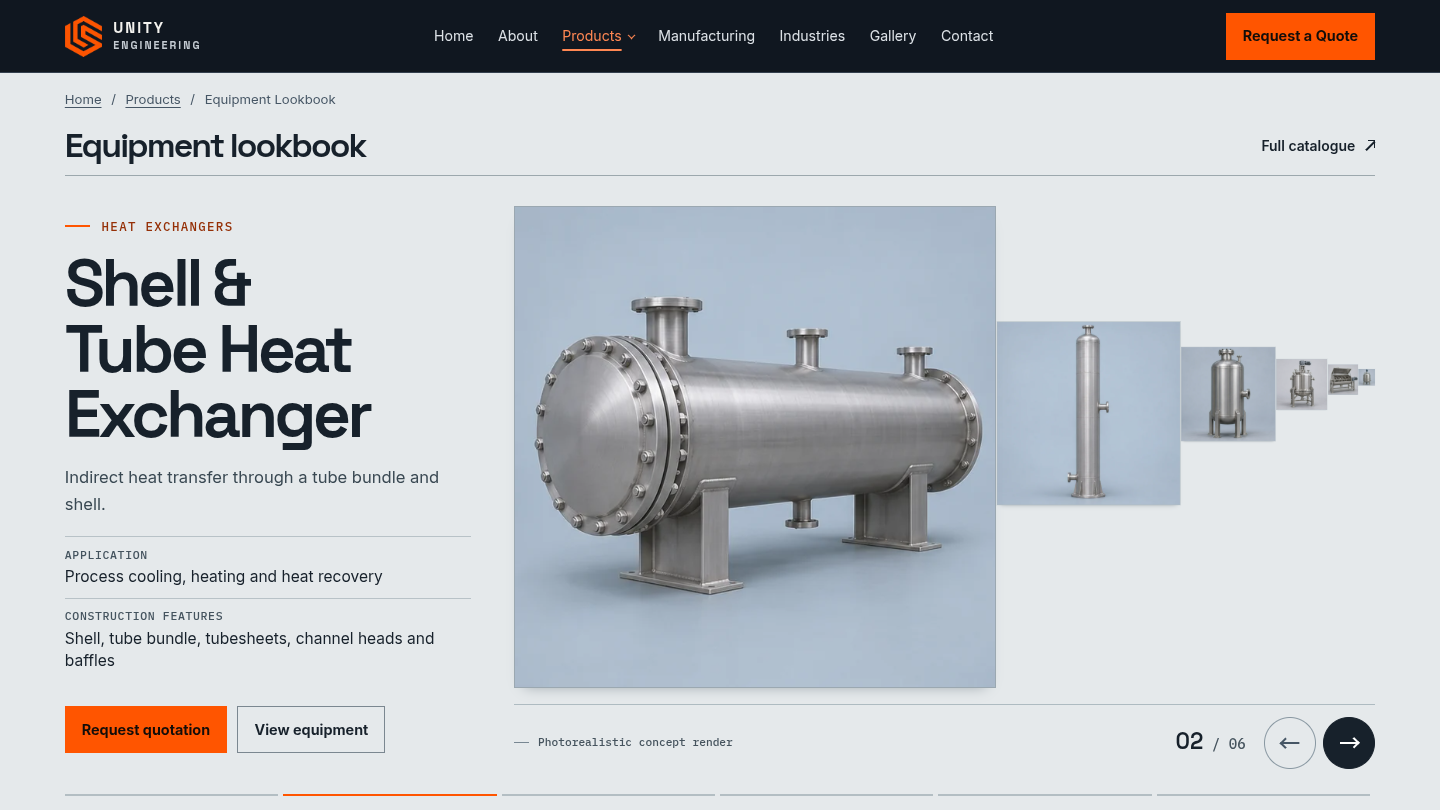 UNITY
ENGINEERING
Home
About
Products
Manufacturing
Industries
Gallery
Contact
Request a Quote
Home / Products / Equipment Lookbook
Equipment lookbook
Full catalogue
HEAT EXCHANGERS
Shell &
Tube Heat
Exchanger
Indirect heat transfer through a tube bundle and
shell.
APPLICATION
Process cooling, heating and heat recovery
CONSTRUCTION FEATURES
Shell, tube bundle, tubesheets, channel heads and
baffles
Request quotation
View equipment
Photorealistic concept render
02 / 06